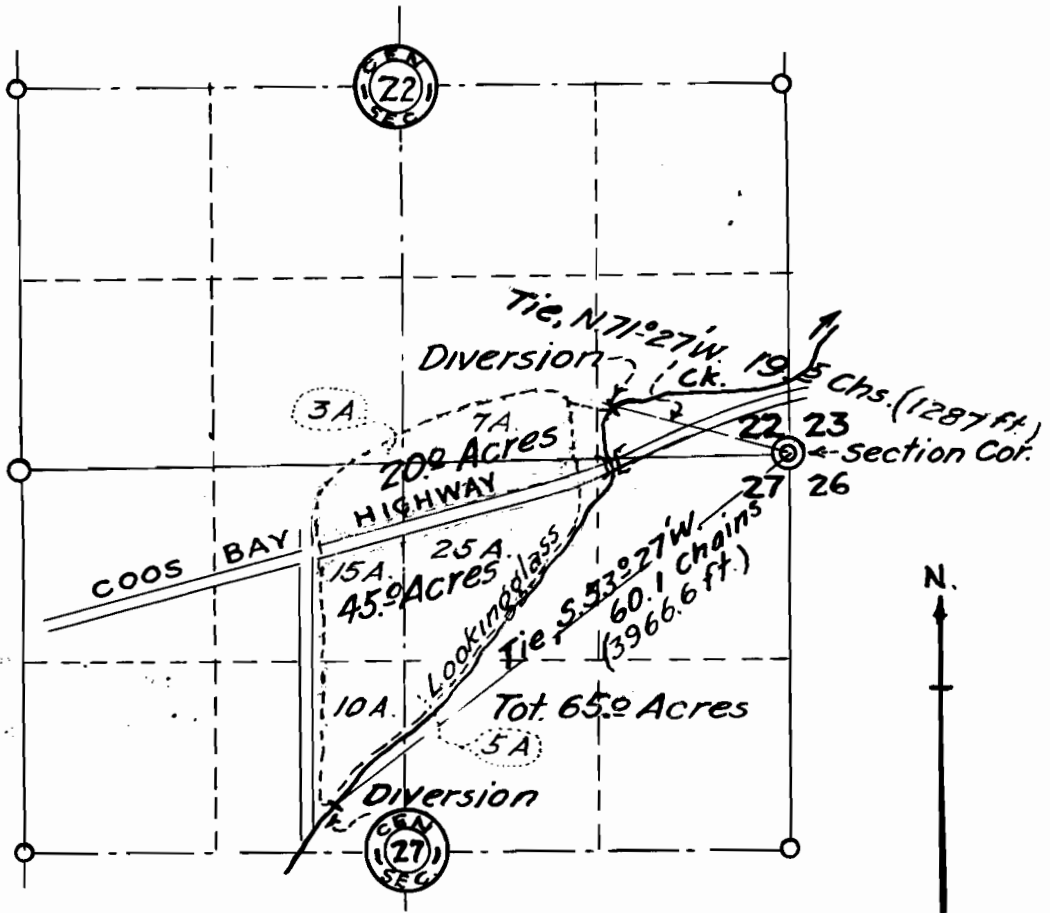 CEN
22
SEC.
Tie, N71°27'W. 19.5 Chs. (1287 ft.)
Diversion
Ck.
3A
7A
20.0 Acres
22 23
Section Cor.
27 26
COOS BAY HIGHWAY
25 A.
15A.
45.0 Acres
Lookingglass
Tie, S.53°27'W.
60.1 Chains
(3966.6 ft.)
N.
10A.
Tot. 65.0 Acres
5A
Diversion
CEN
27
SEC.